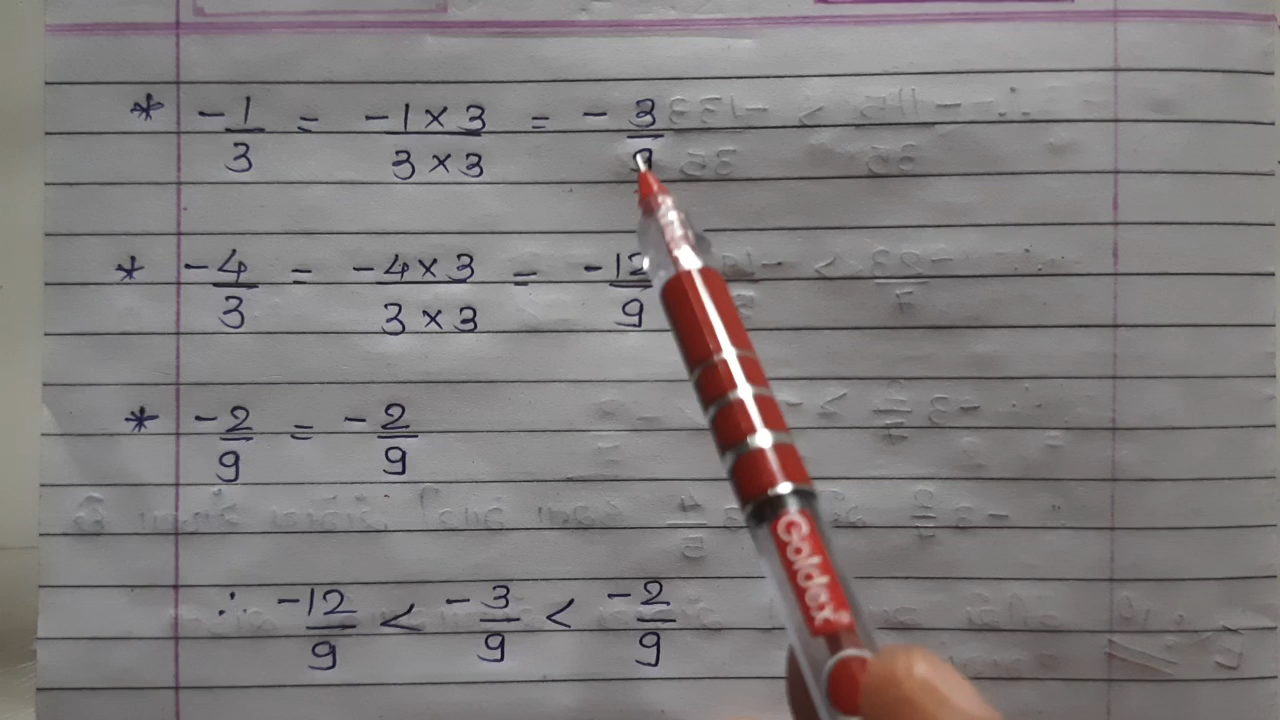 * -1/3 = -1 × 3/3 × 3 = - 3/9
* -4/3 = -4 × 3/3 × 3 = -12/9
* -2/9 = -2/9
∴ -12/9 < -3/9 < -2/9
Goldex